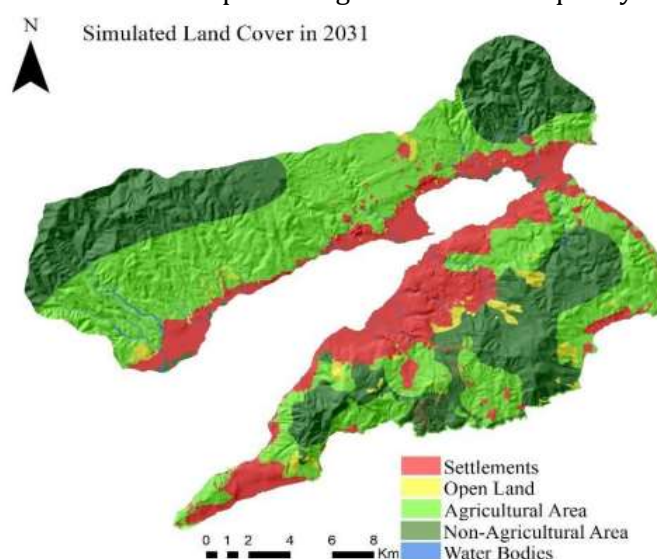 N
Simulated Land Cover in 2031
Settlements
Open Land
Agricultural Area
Non-Agricultural Area
Water Bodies
0 1 2 4 6 8
Km